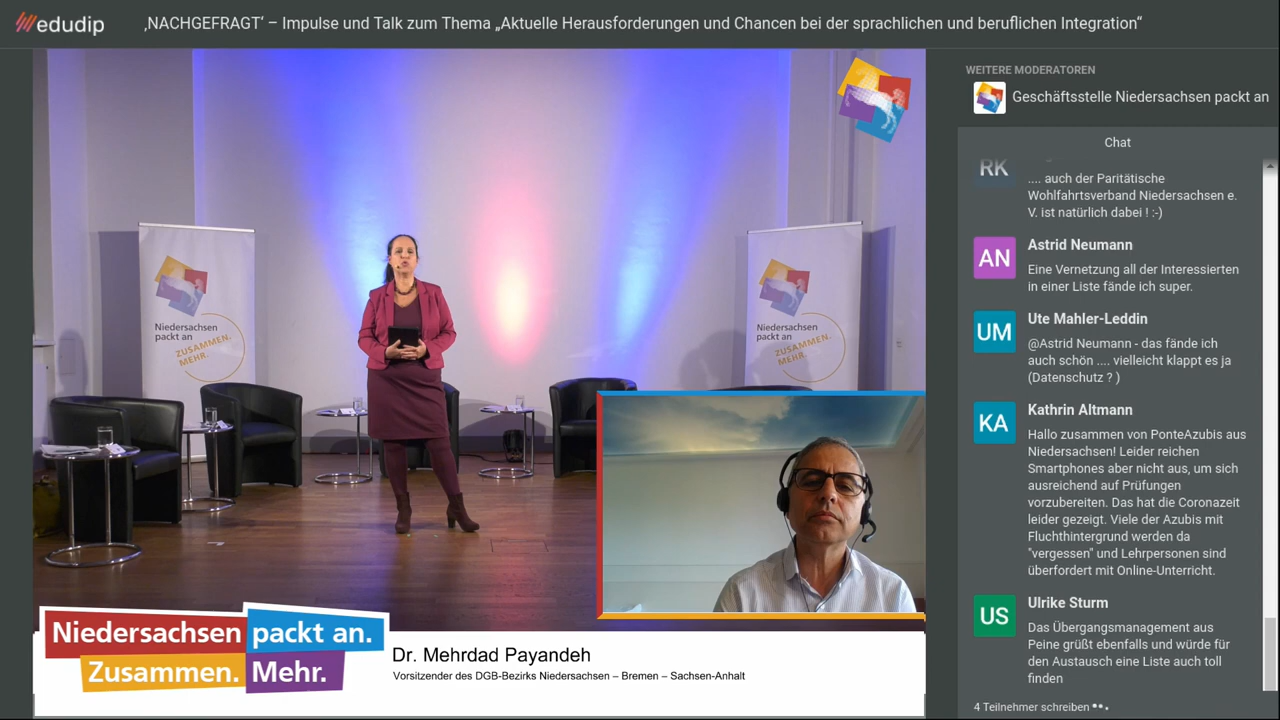 edudip
‚NACHGEFRAGT‘ – Impulse und Talk zum Thema „Aktuelle Herausforderungen und Chancen bei der sprachlichen und beruflichen Integration“
WEITERE MODERATOREN
Geschäftsstelle Niedersachsen packt an
Chat
RK
.... auch der Paritätische
Wohlfahrtsverband Niedersachsen e.
V. ist natürlich dabei ! :-)
AN
Astrid Neumann
Eine Vernetzung all der Interessierten
in einer Liste fände ich super.
UM
Ute Mahler-Leddin
@Astrid Neumann - das fände ich
auch schön .... vielleicht klappt es ja
(Datenschutz ? )
KA
Kathrin Altmann
Hallo zusammen von PonteAzubis aus
Niedersachsen! Leider reichen
Smartphones aber nicht aus, um sich
ausreichend auf Prüfungen
vorzubereiten. Das hat die Coronazeit
leider gezeigt. Viele der Azubis mit
Fluchthintergrund werden da
"vergessen" und Lehrpersonen sind
überfordert mit Online-Unterricht.
US
Ulrike Sturm
Das Übergangsmanagement aus
Peine grüßt ebenfalls und würde für
den Austausch eine Liste auch toll
finden
4 Teilnehmer schreiben
Niedersachsen
packt an
ZUSAMMEN.
MEHR.
Niedersachsen
packt an
ZUSAMMEN.
MEHR.
Niedersachsen packt an.
Zusammen. Mehr.
Dr. Mehrdad Payandeh
Vorsitzender des DGB-Bezirks Niedersachsen – Bremen – Sachsen-Anhalt